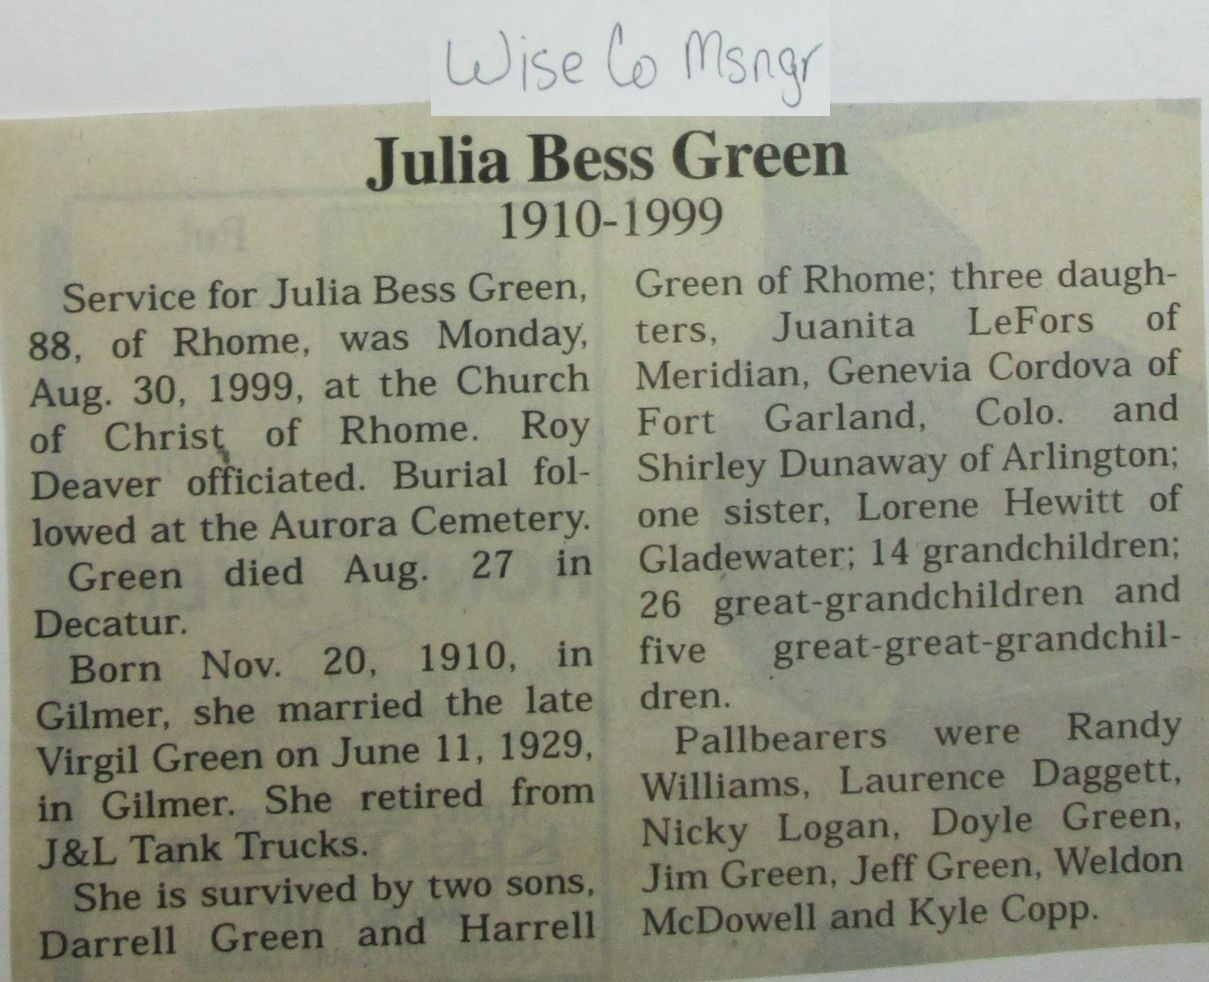 Wise Co Msngr
Julia Bess Green
1910-1999
Service for Julia Bess Green,
88, of Rhome, was Monday,
Aug. 30, 1999, at the Church
of Christ of Rhome. Roy
Deaver officiated. Burial fol-
lowed at the Aurora Cemetery.
Green died Aug. 27 in
Decatur.
Born Nov. 20, 1910, in
Gilmer, she married the late
Virgil Green on June 11, 1929,
in Gilmer. She retired from
J&L Tank Trucks.
She is survived by two sons,
Darrell Green and Harrell
Green of Rhome; three daugh-
ters, Juanita LeFors of
Meridian, Genevia Cordova of
Fort Garland, Colo. and
Shirley Dunaway of Arlington;
one sister, Lorene Hewitt of
Gladewater; 14 grandchildren;
26 great-grandchildren and
five great-great-grandchil-
dren.
Pallbearers were Randy
Williams, Laurence Daggett,
Nicky Logan, Doyle Green,
Jim Green, Jeff Green, Weldon
McDowell and Kyle Copp.